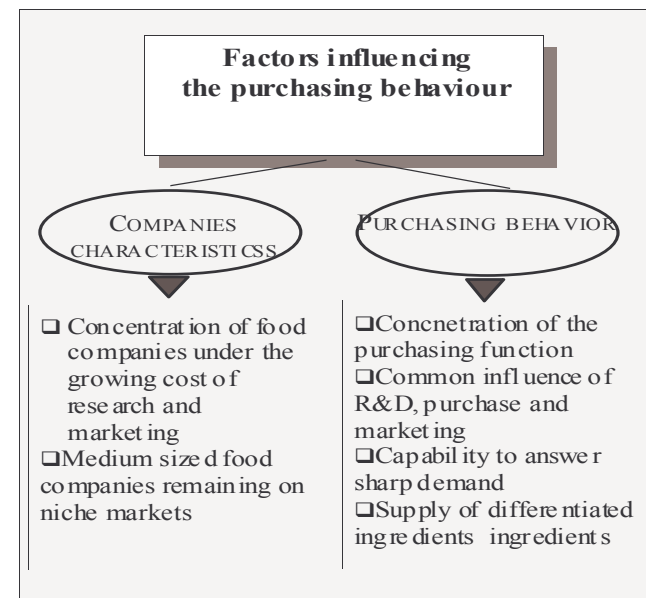 Factors influencing
the purchasing behaviour
COMPANIES
CHARACTERISTICSS
PURCHASING BEHAVIOR
❑ Concentration of food
companies under the
growing cost of
research and
marketing
❑Medium sized food
companies remaining on
niche markets
❑Concnetration of the
purchasing function
❑Common influence of
R&D, purchase and
marketing
❑Capability to answer
sharp demand
❑Supply of differentiated
ingredients ingredients